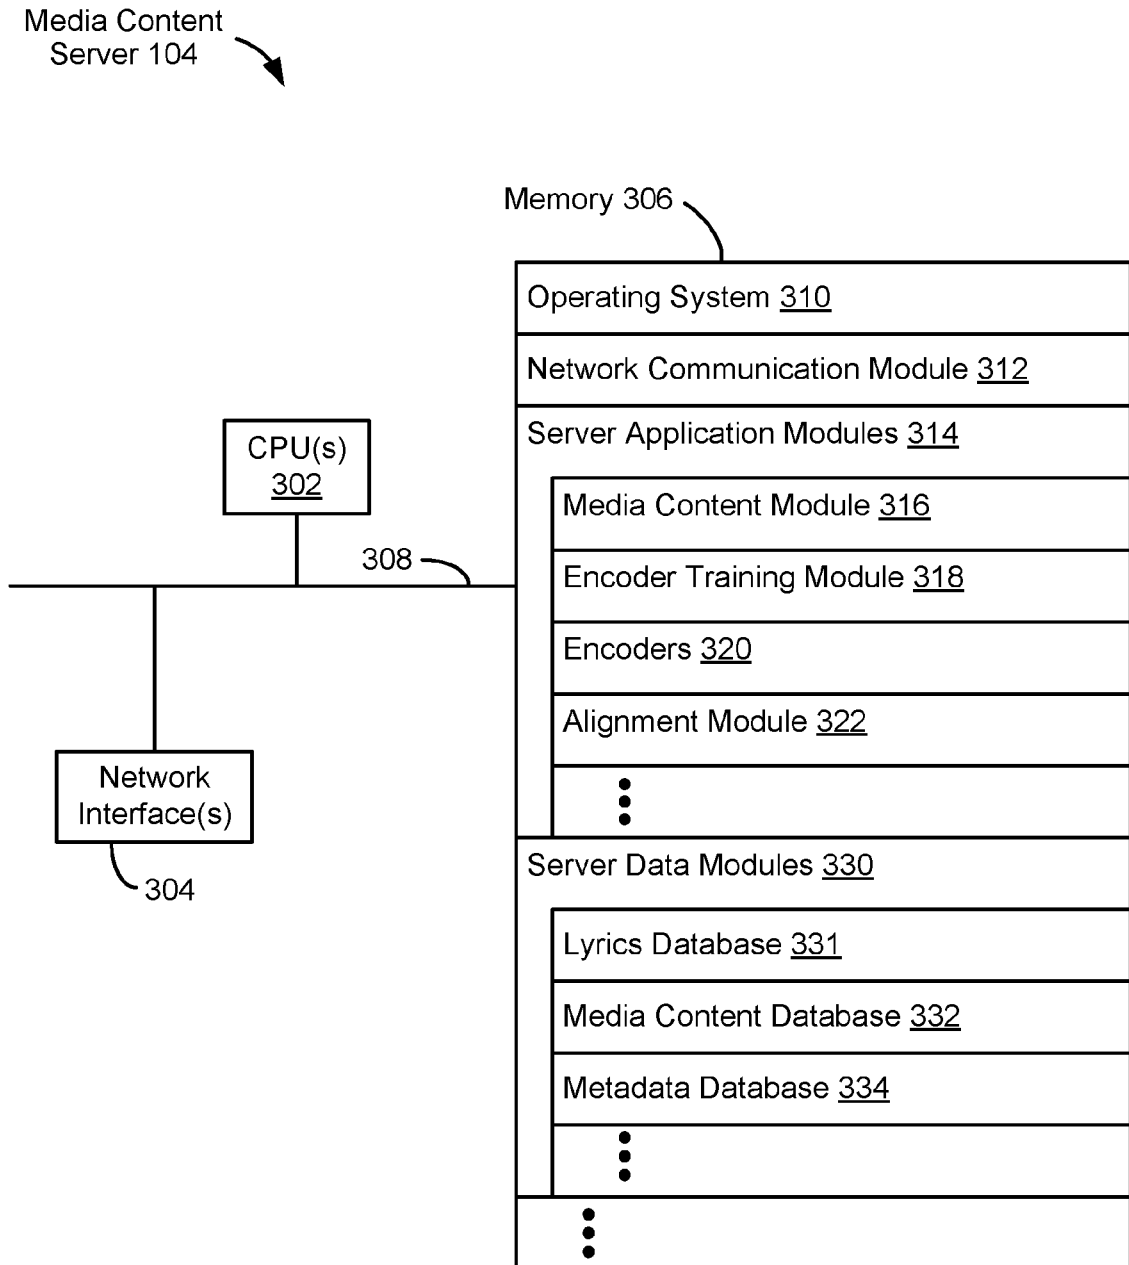 Media Content
Server 104
Memory 306
Operating System 310
Network Communication Module 312
Server Application Modules 314
Media Content Module 316
Encoder Training Module 318
Encoders 320
Alignment Module 322
CPU(s)
302
308
Network
Interface(s)
304
Server Data Modules 330
Lyrics Database 331
Media Content Database 332
Metadata Database 334